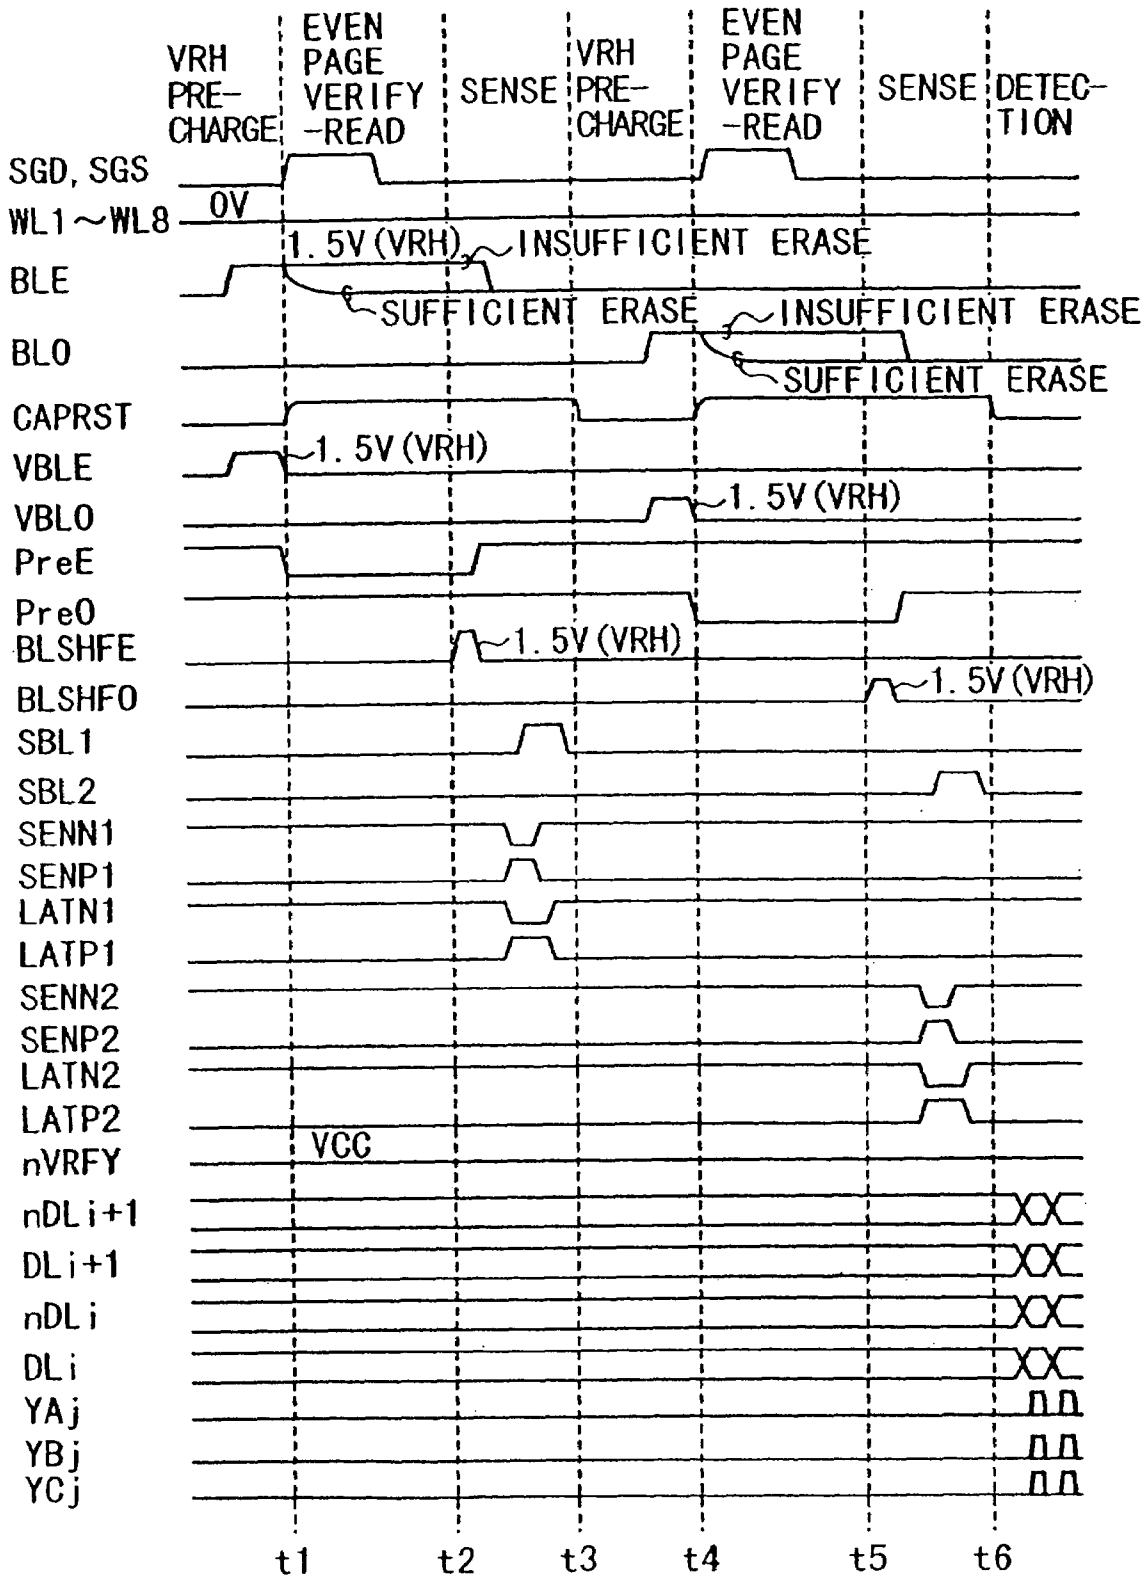 VRH
PRE-
CHARGE
EVEN
PAGE
VERIFY
-READ
SENSE
VRH
PRE-
CHARGE
EVEN
PAGE
VERIFY
-READ
SENSE
DETEC-
TION
SGD, SGS
WL1~WL8
0V
BLE
1.5V(VRH)
INSUFFICIENT ERASE
SUFFICIENT ERASE
BLO
INSUFFICIENT ERASE
SUFFICIENT ERASE
CAPRST
VBLE
1.5V(VRH)
VBLO
1.5V(VRH)
PreE
PreO
BLSHFE
1.5V(VRH)
BLSHFO
1.5V(VRH)
SBL1
SBL2
SENN1
SENP1
LATN1
LATP1
SENN2
SENP2
LATN2
LATP2
nVRFY
VCC
nDLi+1
DLi+1
nDLi
DLi
YAj
YBj
YCj
t1 t2 t3 t4 t5 t6